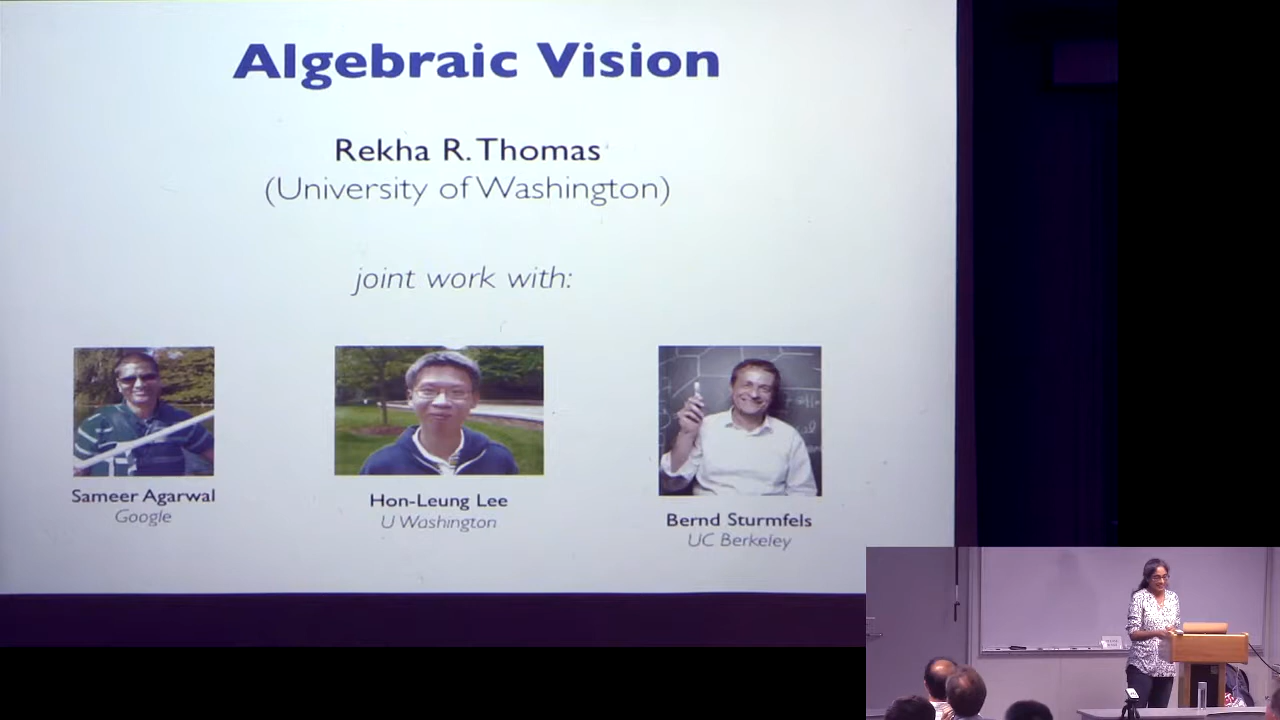 Algebraic Vision
Rekha R. Thomas
(University of Washington)
joint work with:
Sameer Agarwal
Google
Hon-Leung Lee
U Washington
Bernd Sturmfels
UC Berkeley